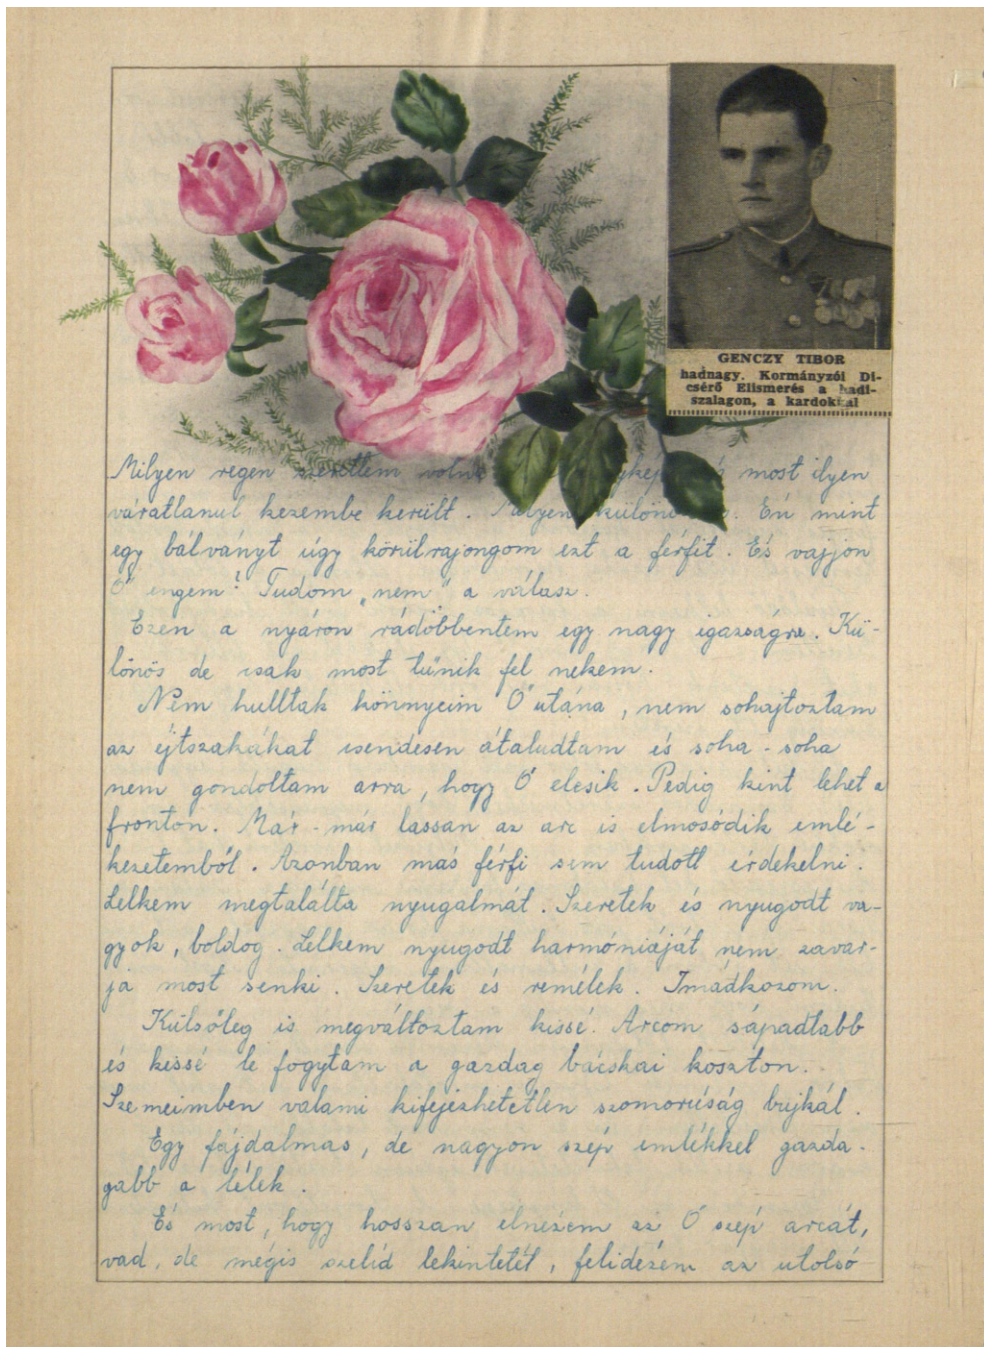 GENCZY TIBOR
hadnagy. Kormányzói Di-
csérő Elismerés a hadi-
szalagon, a kardokkal
Milyen regen szerettem volna most ilyen
váratlanul kezembe került. Milyen Én mint
egy bálványt úgy körülrajongom ezt a férfit. És vajjon
Ő engem? Tudom „nem" a válasz.
Ezen a nyáron rádöbbentem egy nagy igazságra. Kü-
lönös de csak most tűnik fel nekem.
Nem hulltak könnyeim Ő utána, nem sohajtoztam
az éjtszakákat csendesen átaludtam és soha-soha
nem gondoltam arra, hogy Ő elesik. Pedig kint lehet a
fronton. Már-már lassan az arc is elmosódik emlé-
kezetemből. Azonban más férfi sem tudott érdekelni.
Lelkem megtalálta nyugalmát. Szeretek és nyugodt va-
gyok, boldog. Lelkem nyugodt harmóniáját nem zavar-
ja most senki. Szeretek és remélek. Imádkozom.
Külsőleg is megváltoztam kissé. Arcom sápadtabb
és kissé le fogytam a gazdag bácskai koszton.
Szemeimben valami kifejezhetetlen szomorúság bujkál.
Egy fájdalmas, de nagyon szép emlékkel gazda-
gabb a lélek.
És most, hogy hosszan elnézem az Ő szép arcát,
vad, de mégis szelíd tekintetét, felidézem az utolsó